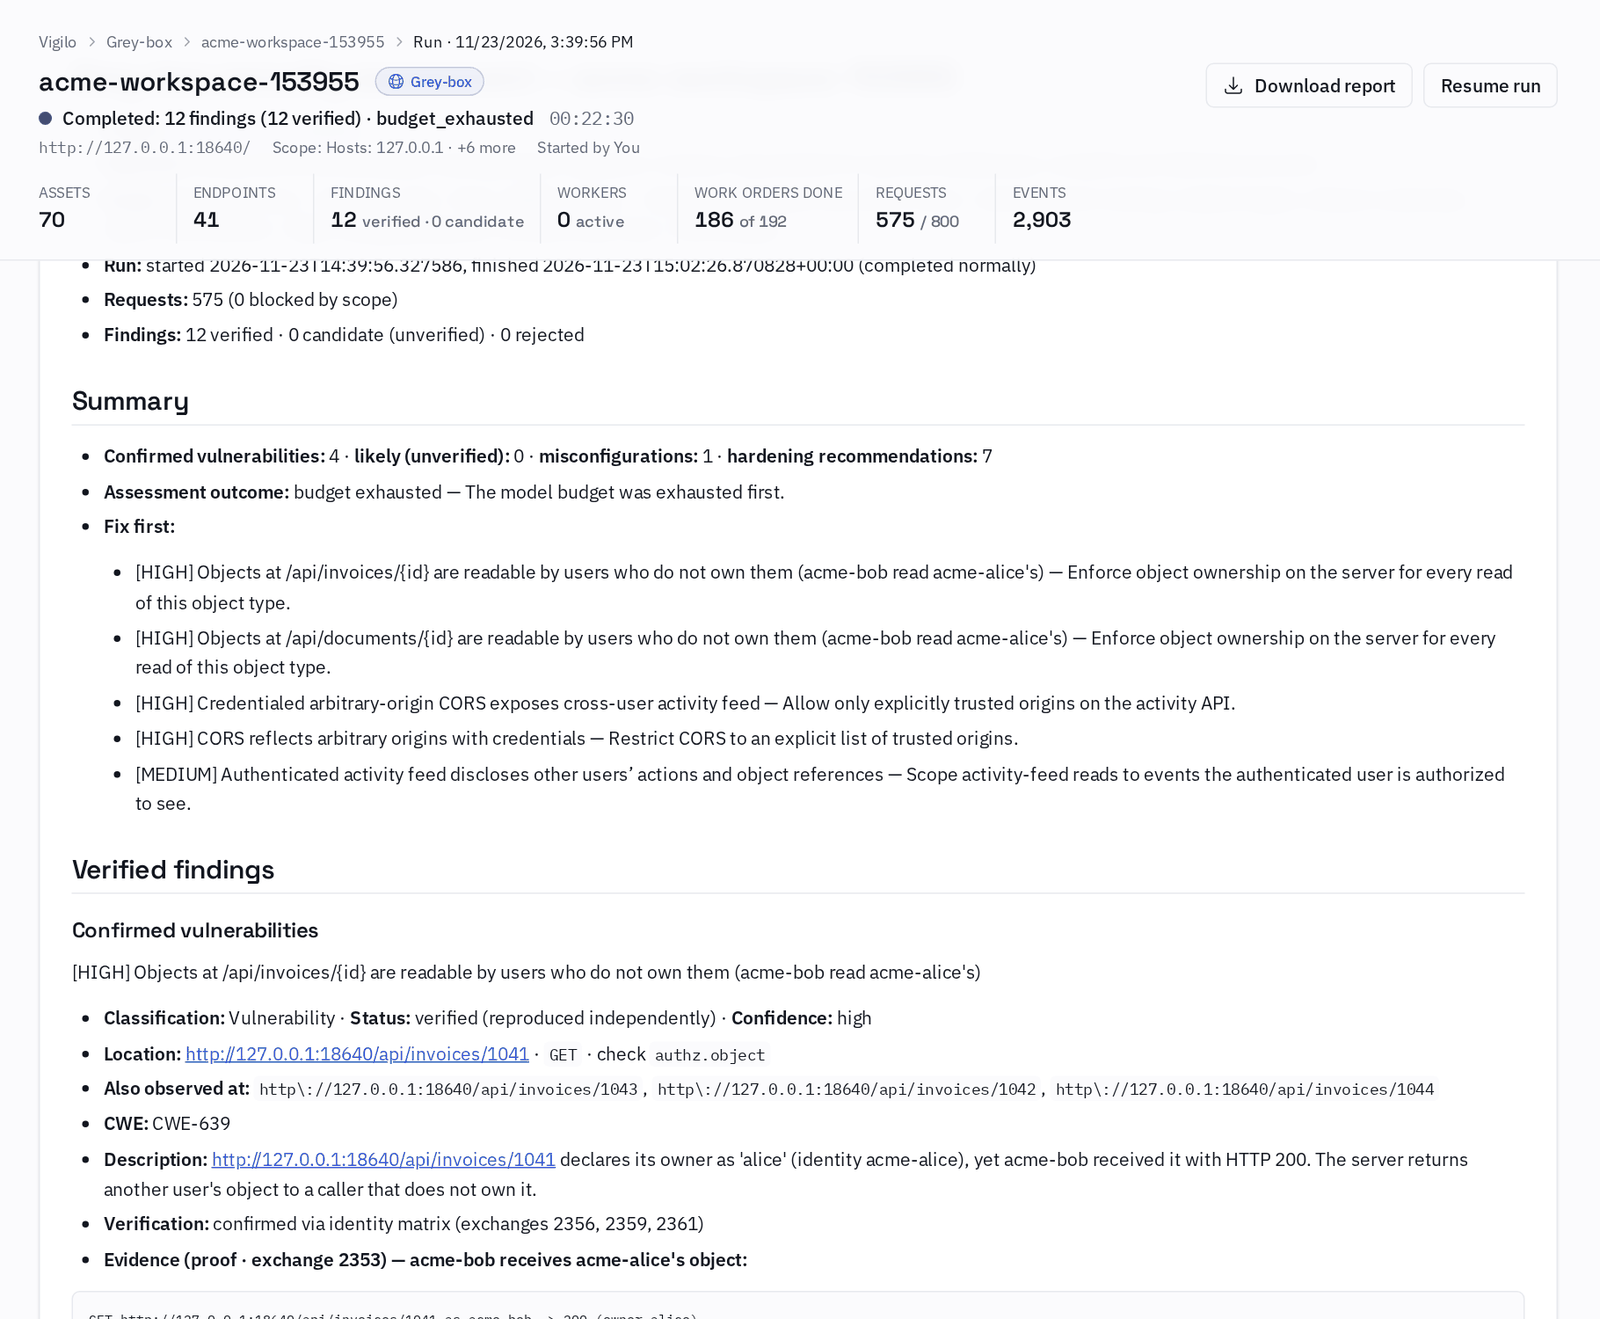 Vigilo > Grey-box > acme-workspace-153955 > Run · 11/23/2026, 3:39:56 PM
acme-workspace-153955 Grey-box
Download report Resume run
Completed: 12 findings (12 verified) · budget_exhausted 00:22:30
http://127.0.0.1:18640/ Scope: Hosts: 127.0.0.1 · +6 more Started by You
ASSETS ENDPOINTS FINDINGS WORKERS WORK ORDERS DONE REQUESTS EVENTS
70 41 12 verified · 0 candidate 0 active 186 of 192 575 / 800 2,903
Run: started 2026-11-23T14:39:56.327586, finished 2026-11-23T15:02:26.870828+00:00 (completed normally)
Requests: 575 (0 blocked by scope)
Findings: 12 verified · 0 candidate (unverified) · 0 rejected
Summary
Confirmed vulnerabilities: 4 · likely (unverified): 0 · misconfigurations: 1 · hardening recommendations: 7
Assessment outcome: budget exhausted — The model budget was exhausted first.
Fix first:
[HIGH] Objects at /api/invoices/{id} are readable by users who do not own them (acme-bob read acme-alice's) — Enforce object ownership on the server for every read
of this object type.
[HIGH] Objects at /api/documents/{id} are readable by users who do not own them (acme-bob read acme-alice's) — Enforce object ownership on the server for every
read of this object type.
[HIGH] Credentialed arbitrary-origin CORS exposes cross-user activity feed — Allow only explicitly trusted origins on the activity API.
[HIGH] CORS reflects arbitrary origins with credentials — Restrict CORS to an explicit list of trusted origins.
[MEDIUM] Authenticated activity feed discloses other users’ actions and object references — Scope activity-feed reads to events the authenticated user is authorized
to see.
Verified findings
Confirmed vulnerabilities
[HIGH] Objects at /api/invoices/{id} are readable by users who do not own them (acme-bob read acme-alice's)
Classification: Vulnerability · Status: verified (reproduced independently) · Confidence: high
Location: http://127.0.0.1:18640/api/invoices/1041 · GET · check authz.object
Also observed at: http\://127.0.0.1:18640/api/invoices/1043, http\://127.0.0.1:18640/api/invoices/1042, http\://127.0.0.1:18640/api/invoices/1044
CWE: CWE-639
Description: http://127.0.0.1:18640/api/invoices/1041 declares its owner as 'alice' (identity acme-alice), yet acme-bob received it with HTTP 200. The server returns
another user's object to a caller that does not own it.
Verification: confirmed via identity matrix (exchanges 2356, 2359, 2361)
Evidence (proof · exchange 2353) — acme-bob receives acme-alice's object:
GET http://127.0.0.1:18640/api/invoices/1041 as acme-bob -> 200 (owner alice)